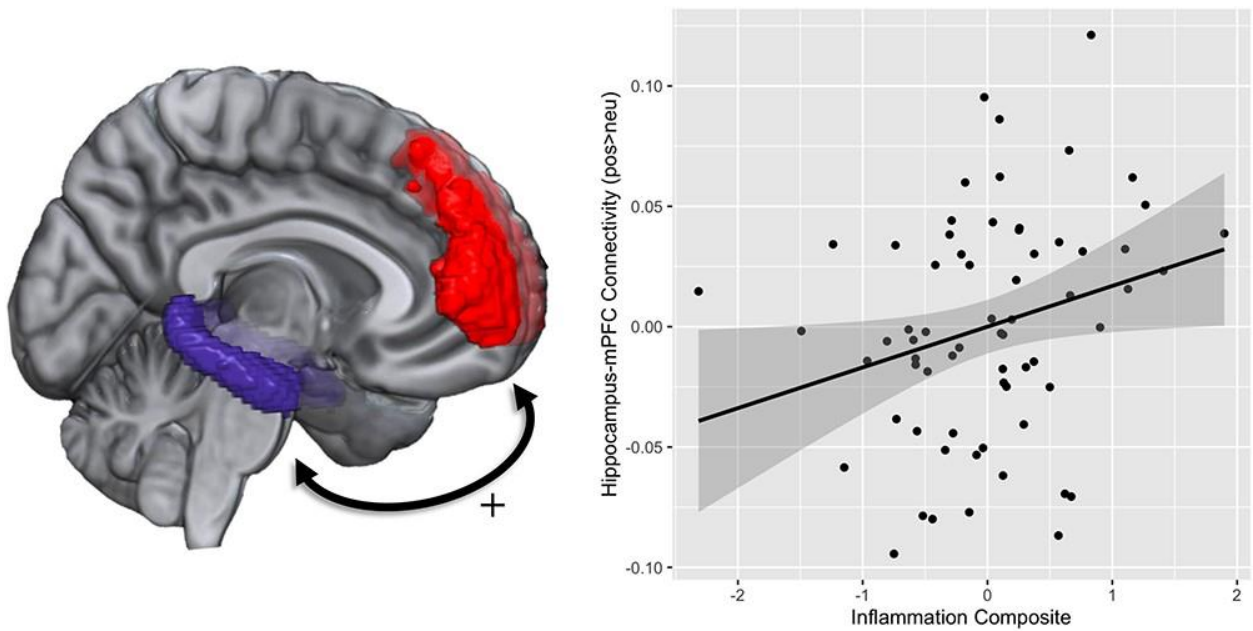 +
Hippocampus-mPFC Connectivity (pos>neu)
0.10
0.05
0.00
-0.05
-0.10
-2 -1 0 1 2
Inflammation Composite